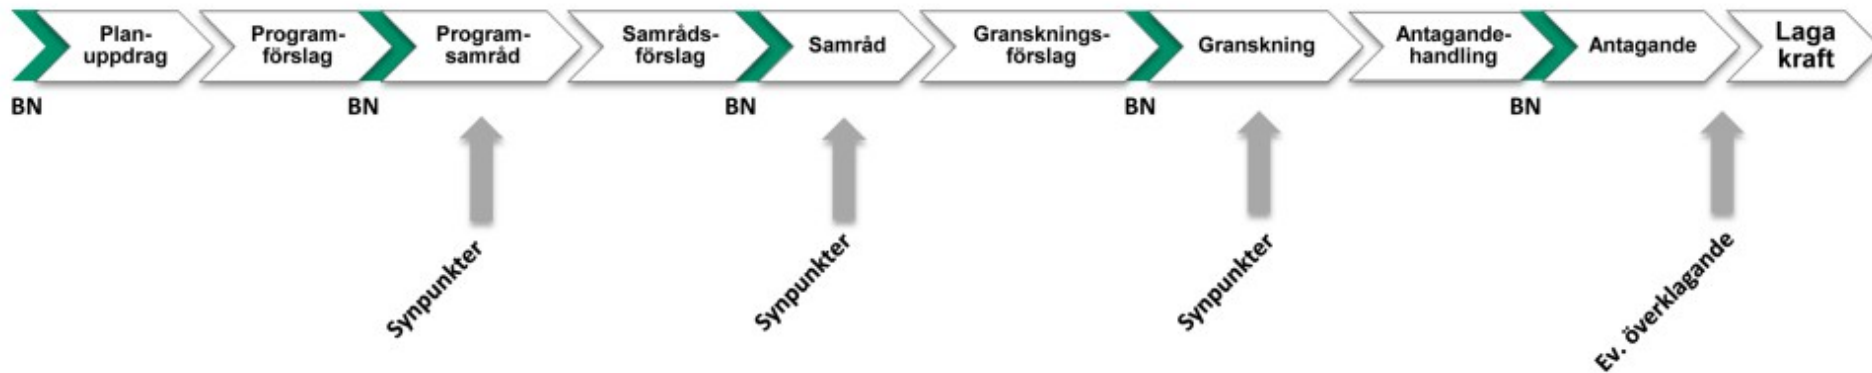 Plan-
uppdrag
Program-
förslag
Program-
samråd
Samråds-
förslag
Samråd
Gransknings-
förslag
Granskning
Antagande-
handling
Antagande
Laga
kraft
BN
BN
BN
BN
BN
Synpunkter
Synpunkter
Synpunkter
Ev. överklagande